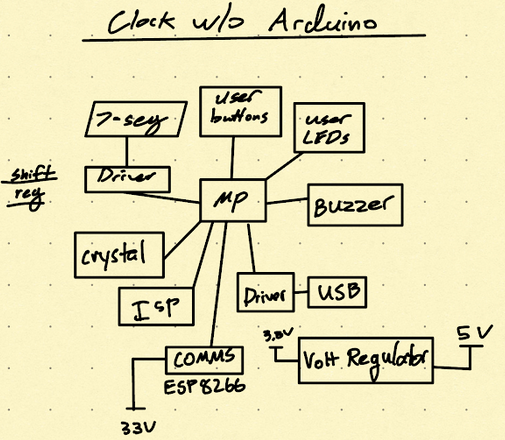 Clock w/o Arduino
7-seg
user
buttons
user
LEDs
shift
reg
Driver
MP
Buzzer
crystal
ISP
Driver
USB
COMMS
ESP8266
3.3V
Volt Regulator
5V
33V